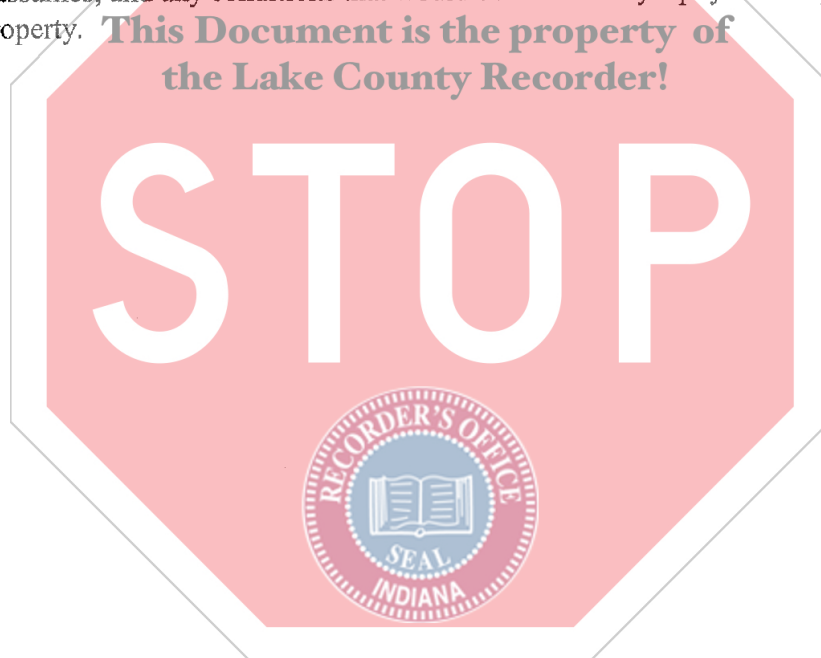 operty. This Document is the property of
the Lake County Recorder!
STOP
RECORDER'S OFFICE
SEAL
INDIANA